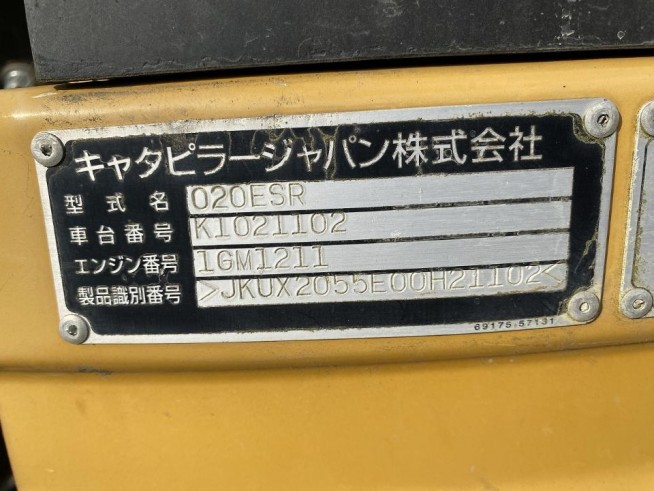 キャタピラージャパン株式会社
型式名 020ESR
車台番号 K1021102
エンジン番号 1GM1211
製品識別番号 >JKUX2055E00H21102<
69175-57131